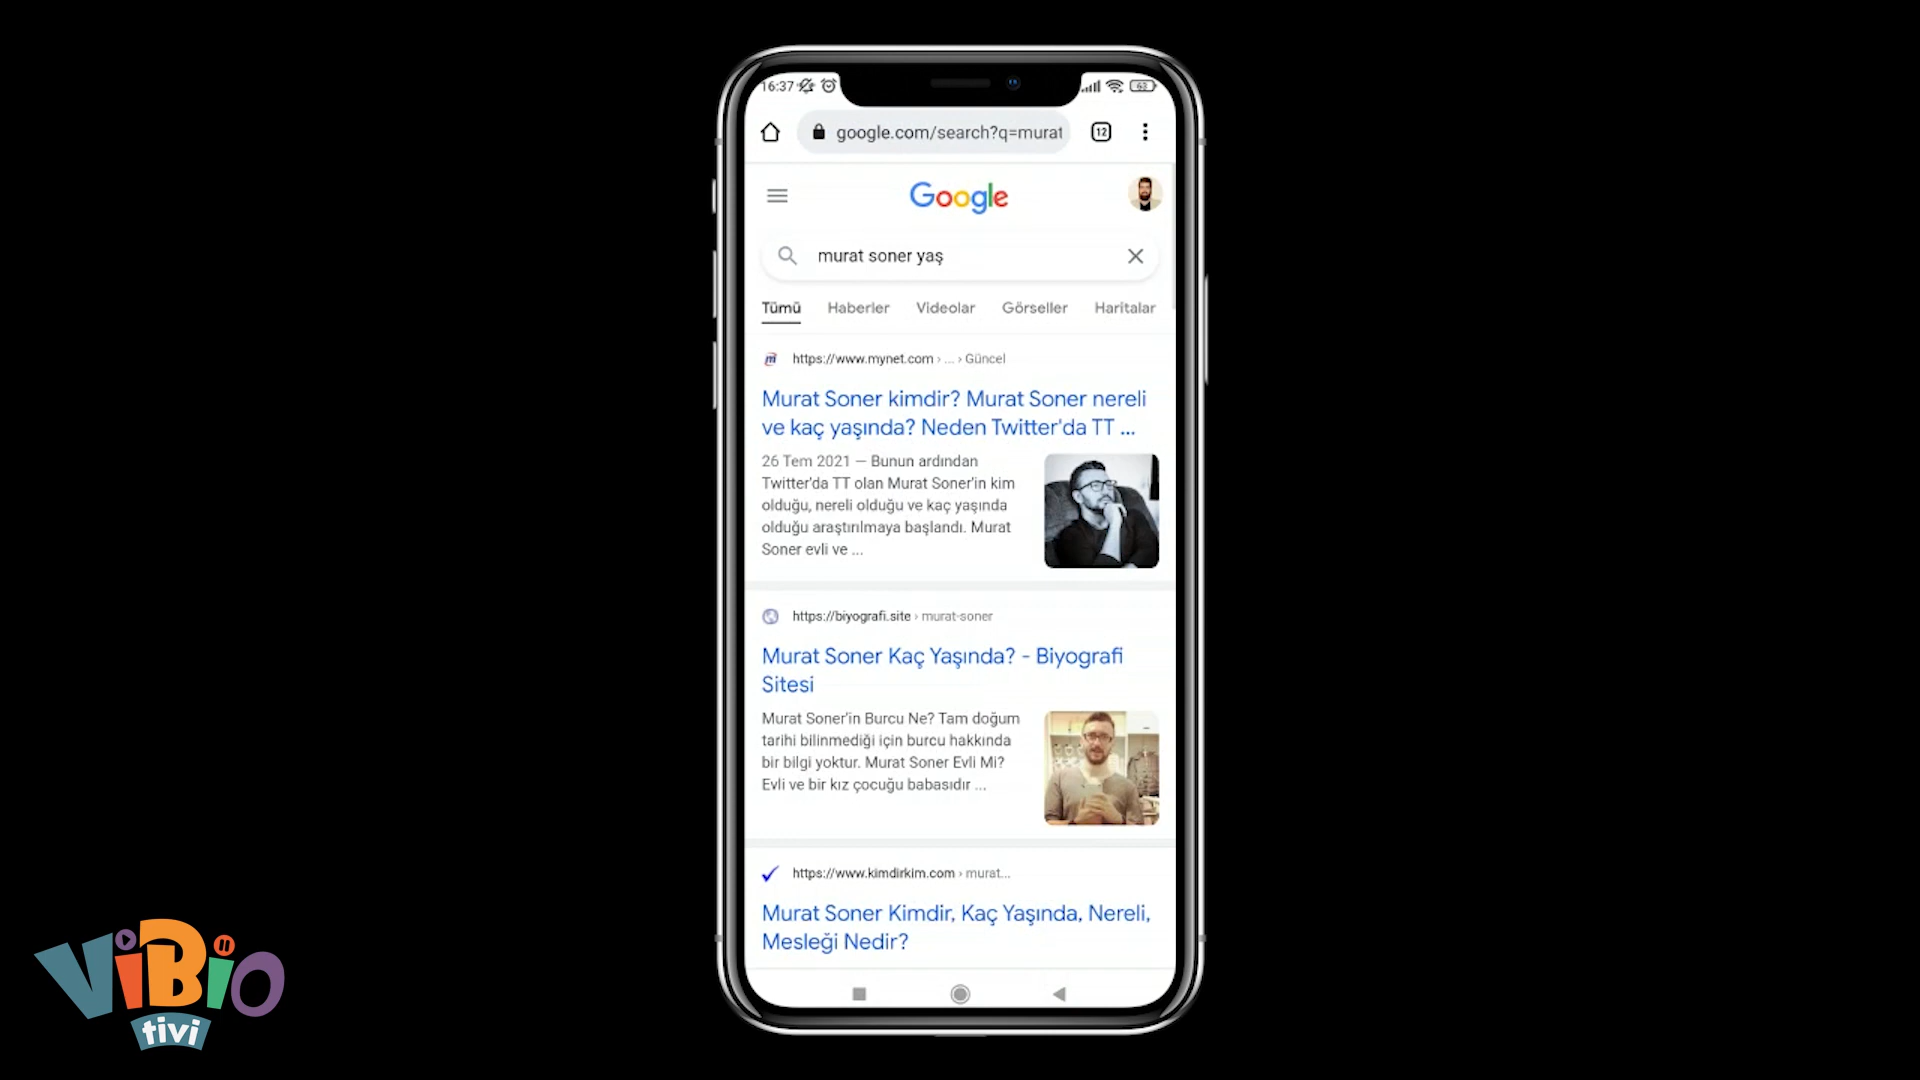 16:37
63
google.com/search?q=murat
12
Google
murat soner yaş
Tümü Haberler Videolar Görseller Haritalar
https://www.mynet.com › ... › Güncel
Murat Soner kimdir? Murat Soner nereli
ve kaç yaşında? Neden Twitter'da TT ...
26 Tem 2021 — Bunun ardından
Twitter'da TT olan Murat Soner'in kim
olduğu, nereli olduğu ve kaç yaşında
olduğu araştırılmaya başlandı. Murat
Soner evli ve ...
https://biyografi.site › murat-soner
Murat Soner Kaç Yaşında? - Biyografi
Sitesi
Murat Soner'in Burcu Ne? Tam doğum
tarihi bilinmediği için burcu hakkında
bir bilgi yoktur. Murat Soner Evli Mi?
Evli ve bir kız çocuğu babasıdır ...
https://www.kimdirkim.com › murat...
Murat Soner Kimdir, Kaç Yaşında, Nereli,
Mesleği Nedir?
ViBio
tivi